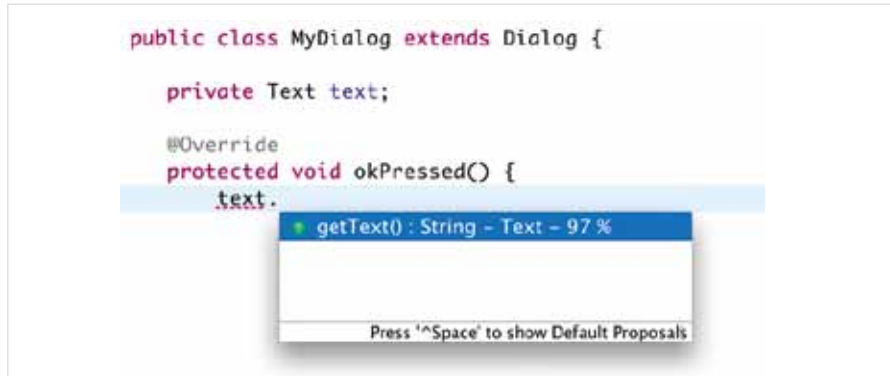 public class MyDialog extends Dialog {
private Text text;
@Override
protected void okPressed() {
text.
getText() : String – Text – 97 %
Press '^Space' to show Default Proposals